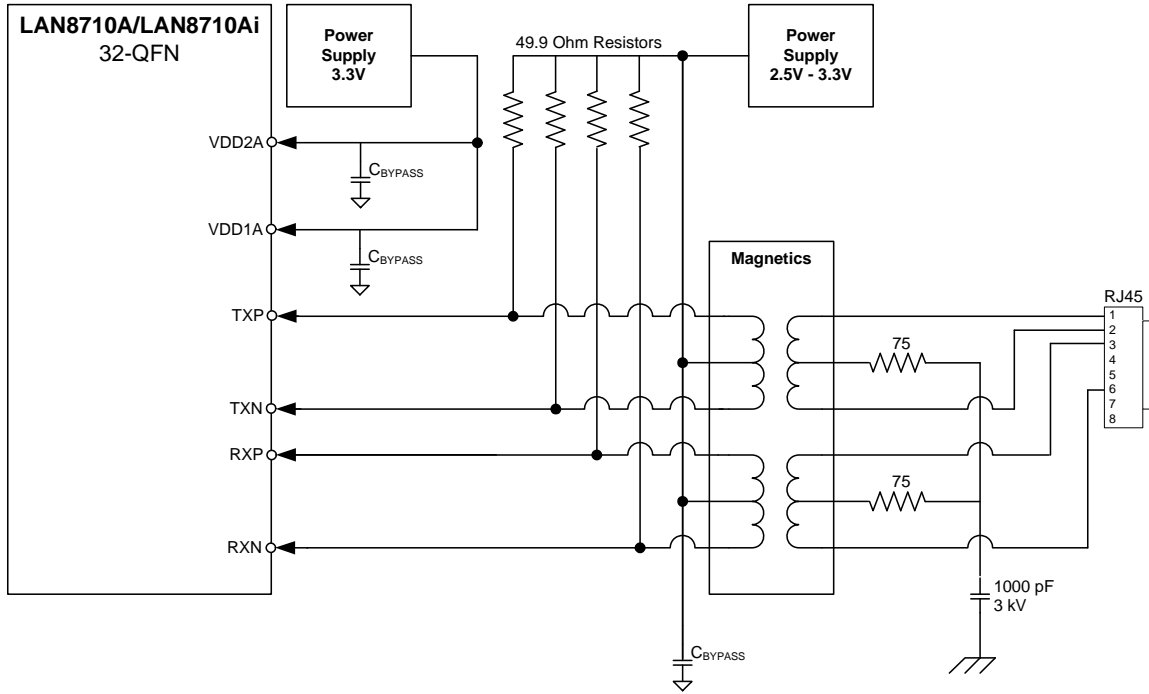 LAN8710A/LAN8710Ai
32-QFN
Power
Supply
3.3V
49.9 Ohm Resistors
Power
Supply
2.5V - 3.3V
VDD2A
CBYPASS
VDD1A
CBYPASS
Magnetics
TXP
TXN
RXP
RXN
75
75
RJ45
1
2
3
4
5
6
7
8
1000 pF
3 kV
CBYPASS